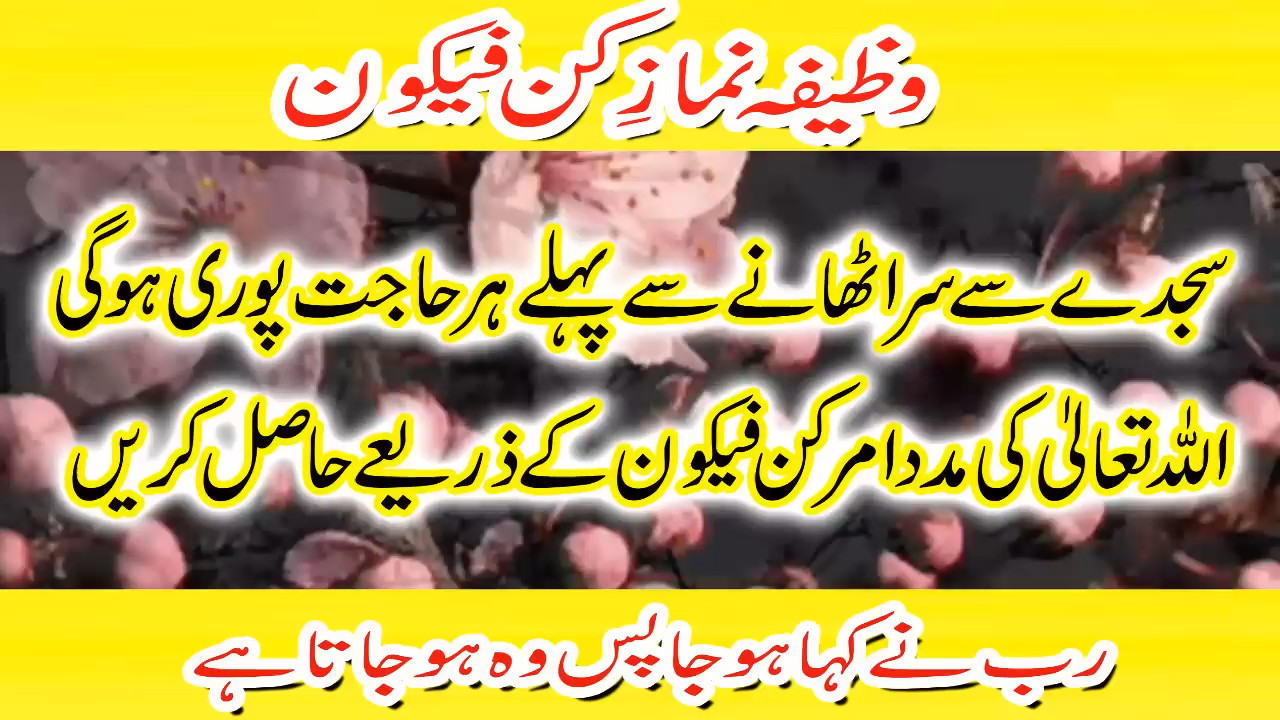 وظیفہ نمازِ کن فیکون
سجدے سے سر اٹھانے سے پہلے ہر حاجت پوری ہوگی
اللہ تعالیٰ کی مدد امر کن فیکون کے ذریعے حاصل کریں
رب نے کہا ہو جا پس وہ ہو جاتا ہے